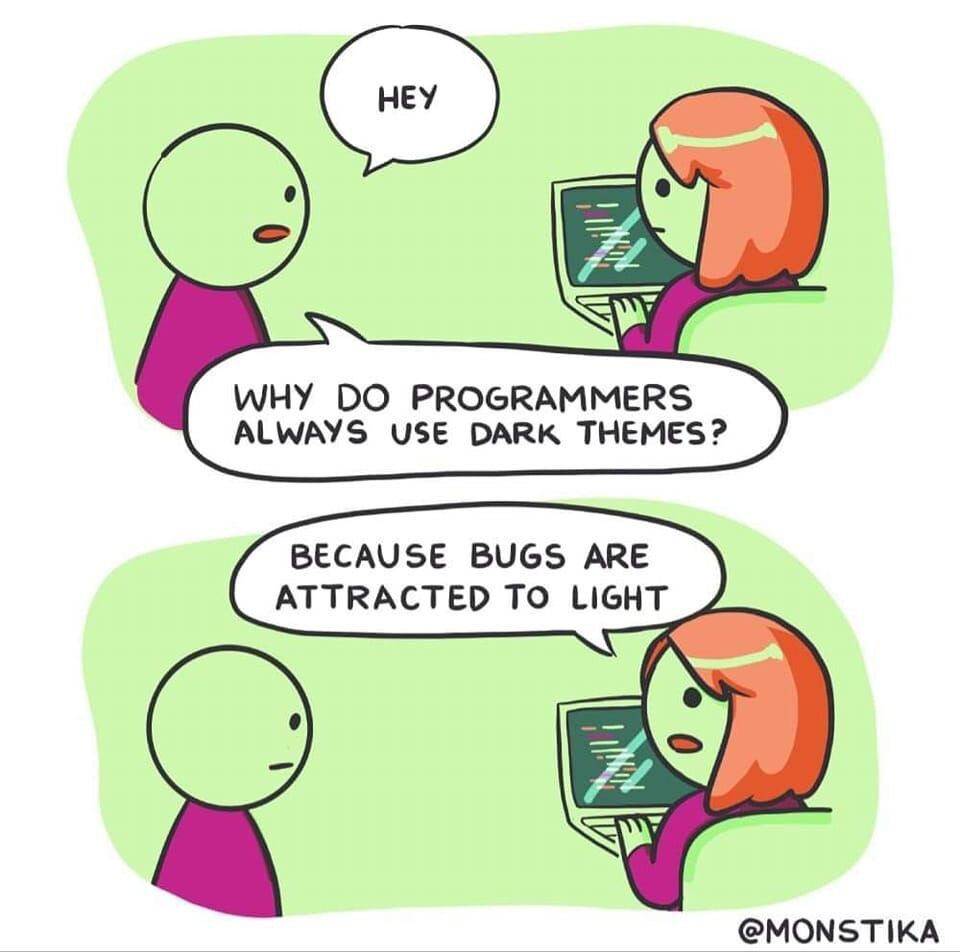 HEY
WHY DO PROGRAMMERS
ALWAYS USE DARK THEMES?
BECAUSE BUGS ARE
ATTRACTED TO LIGHT
@MONSTIKA